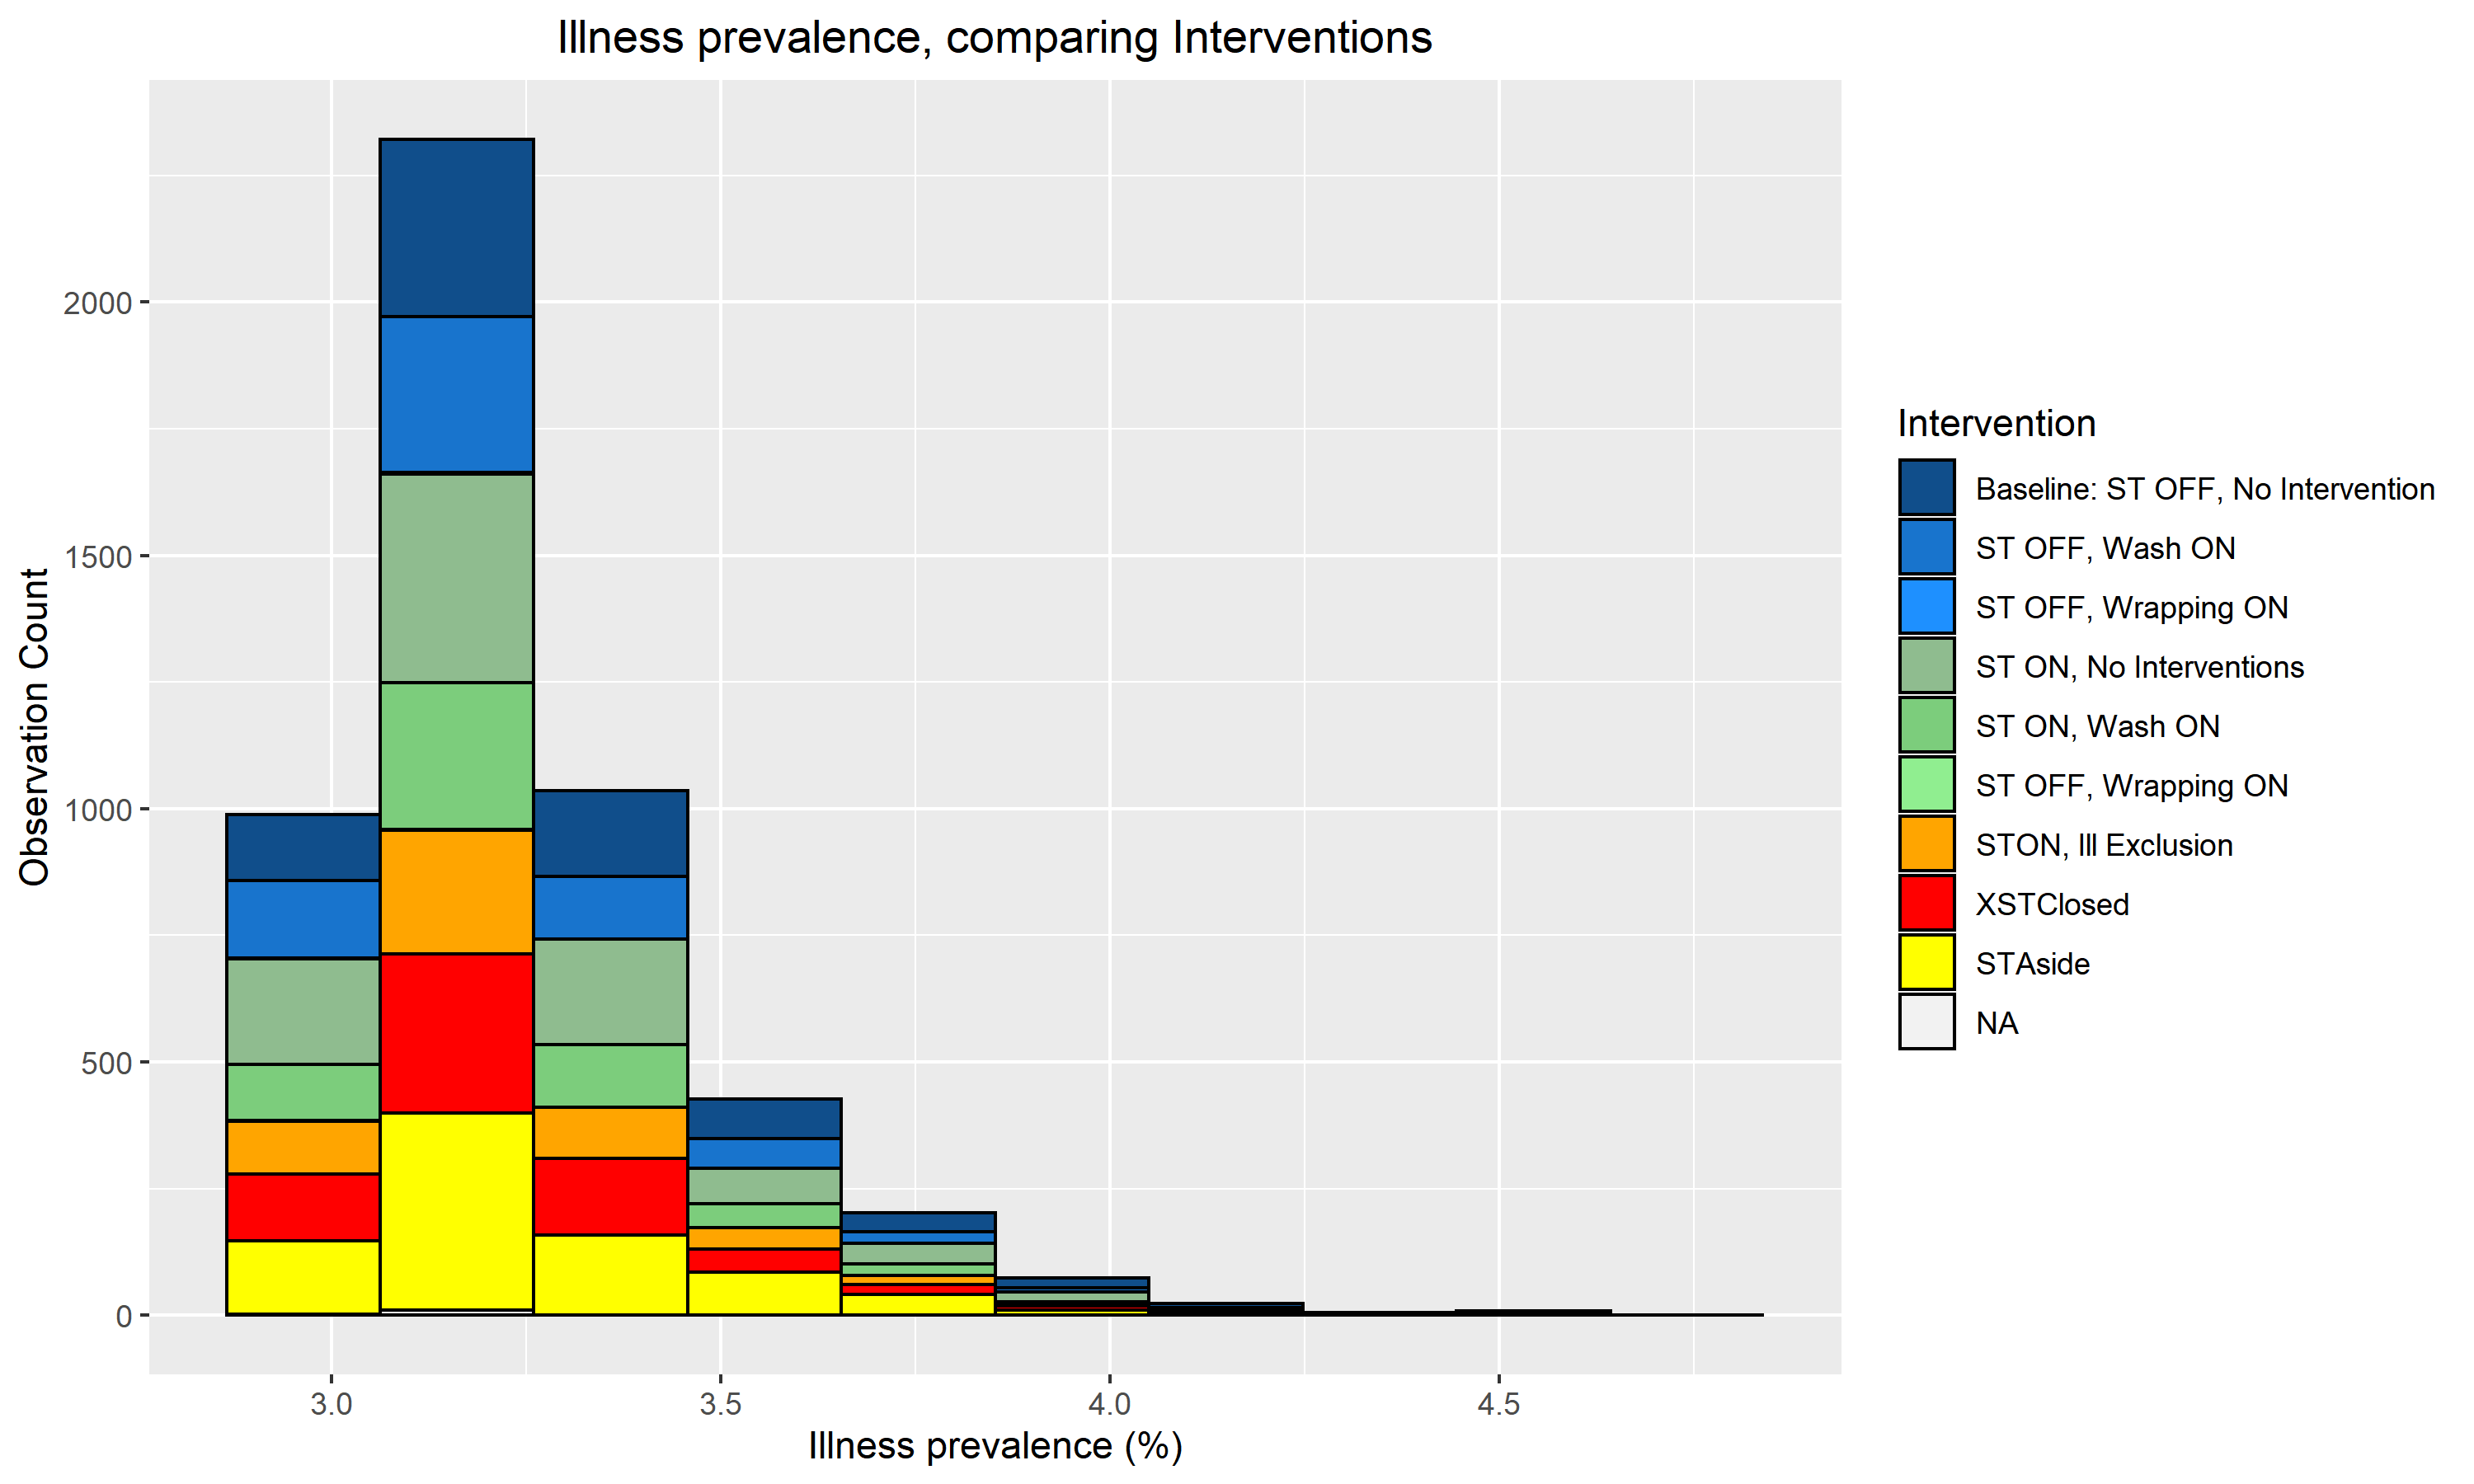 Illness prevalence, comparing Interventions
Observation Count
2000
1500
1000
500
0
3.0
3.5
4.0
4.5
Illness prevalence (%)
Intervention
Baseline: ST OFF, No Intervention
ST OFF, Wash ON
ST OFF, Wrapping ON
ST ON, No Interventions
ST ON, Wash ON
ST OFF, Wrapping ON
STON, Ill Exclusion
XSTClosed
STAside
NA